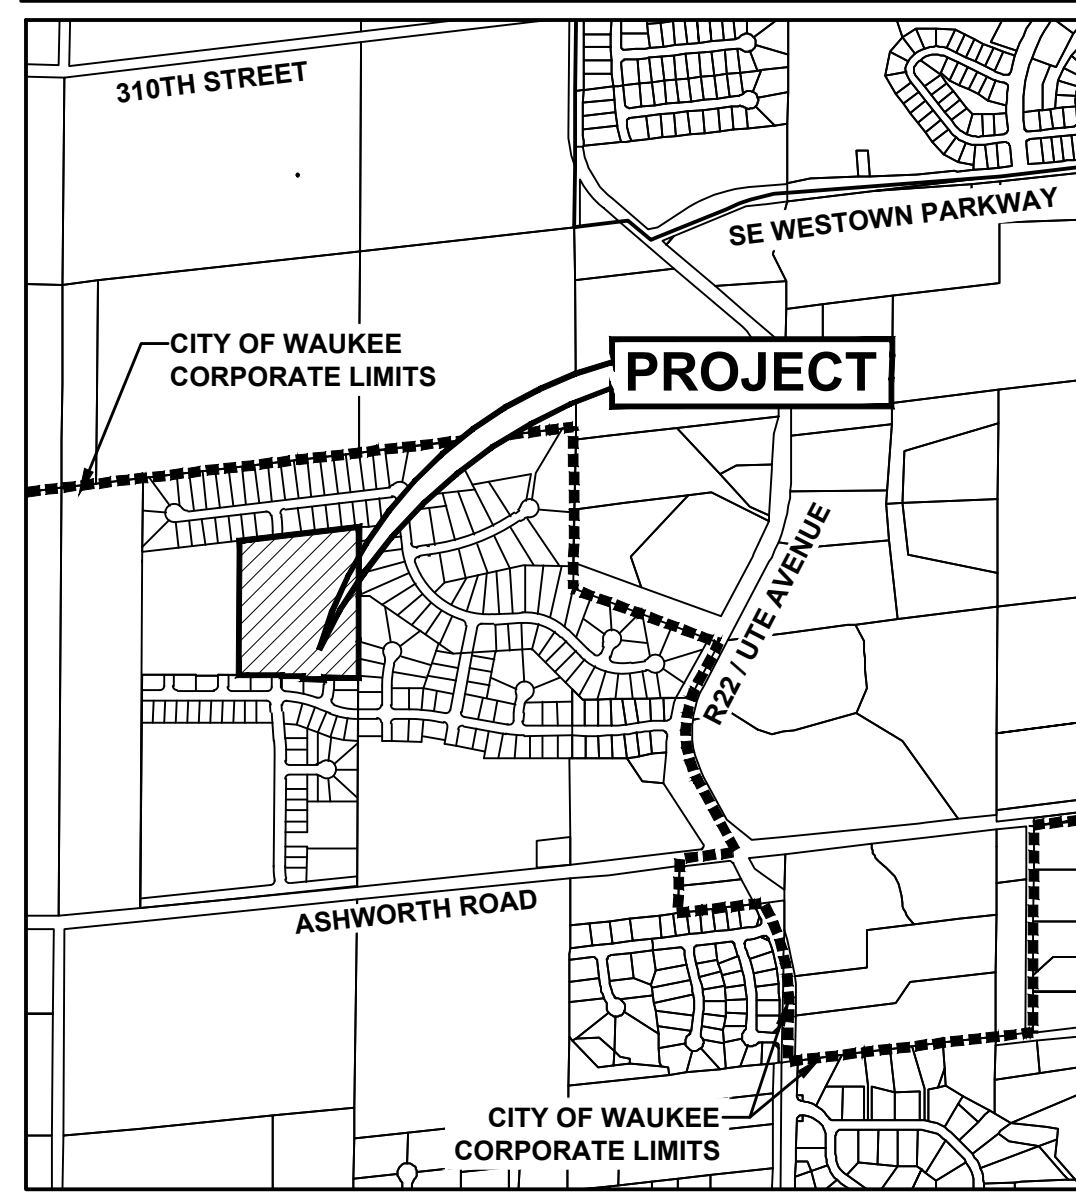 310TH STREET
SE WESTOWN PARKWAY
CITY OF WAUKEE
CORPORATE LIMITS
PROJECT
R22 / UTE AVENUE
ASHWORTH ROAD
CITY OF WAUKEE
CORPORATE LIMITS